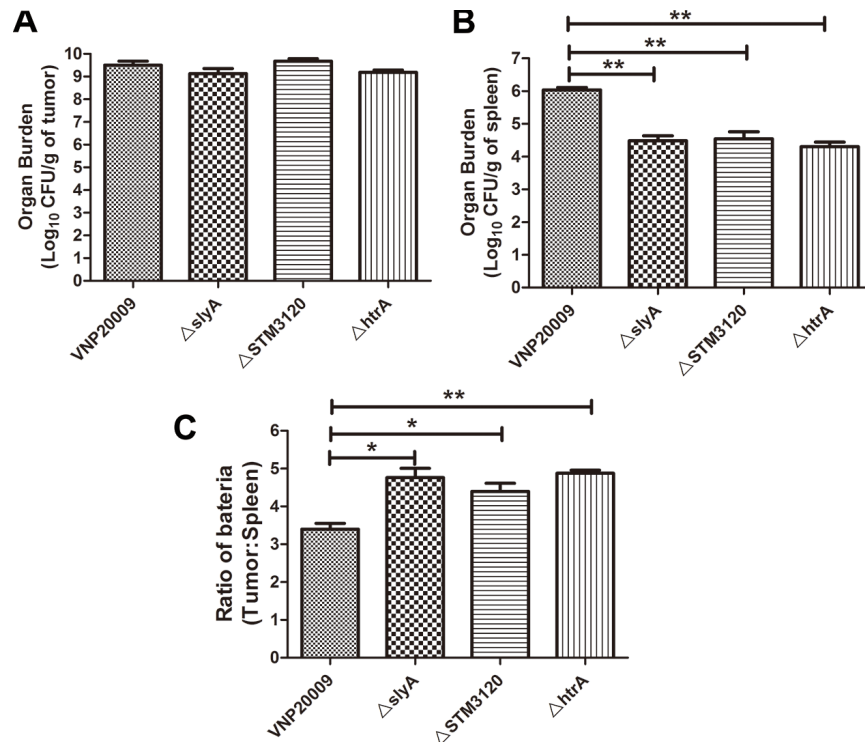 A
Organ Burden
(Log10 CFU/g of tumor)
10
9
8
7
6
5
4
3
2
1
0
VNP20009
△slyA
△STM3120
△htrA
B
**
**
**
Organ Burden
(Log10 CFU/g of spleen)
7
6
5
4
3
2
1
0
VNP20009
△slyA
△STM3120
△htrA
C
**
*
*
Ratio of bateria
(Tumor:Spleen)
6
5
4
3
2
1
0
VNP20009
△slyA
△STM3120
△htrA